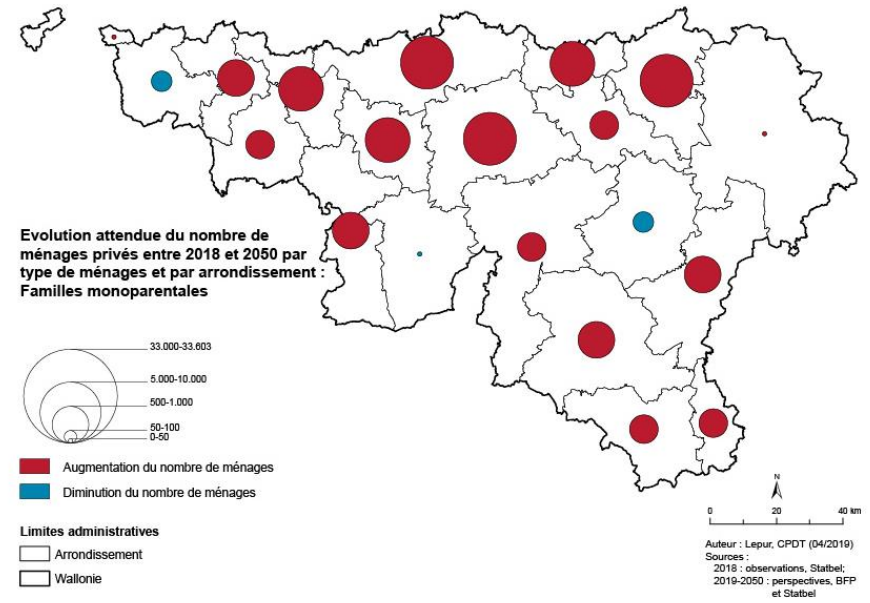 Evolution attendue du nombre de
ménages privés entre 2018 et 2050 par
type de ménages et par arrondissement :
Familles monoparentales
33.000-33.603
5.000-10.000
500-1.000
50-100
0-50
Augmentation du nombre de ménages
Diminution du nombre de ménages
Limites administratives
Arrondissement
Wallonie
N
0 20 40 km
Auteur : Lepur, CPDT (04/2019)
Sources :
2018 : observations, Statbel;
2019-2050 : perspectives, BFP
et Statbel